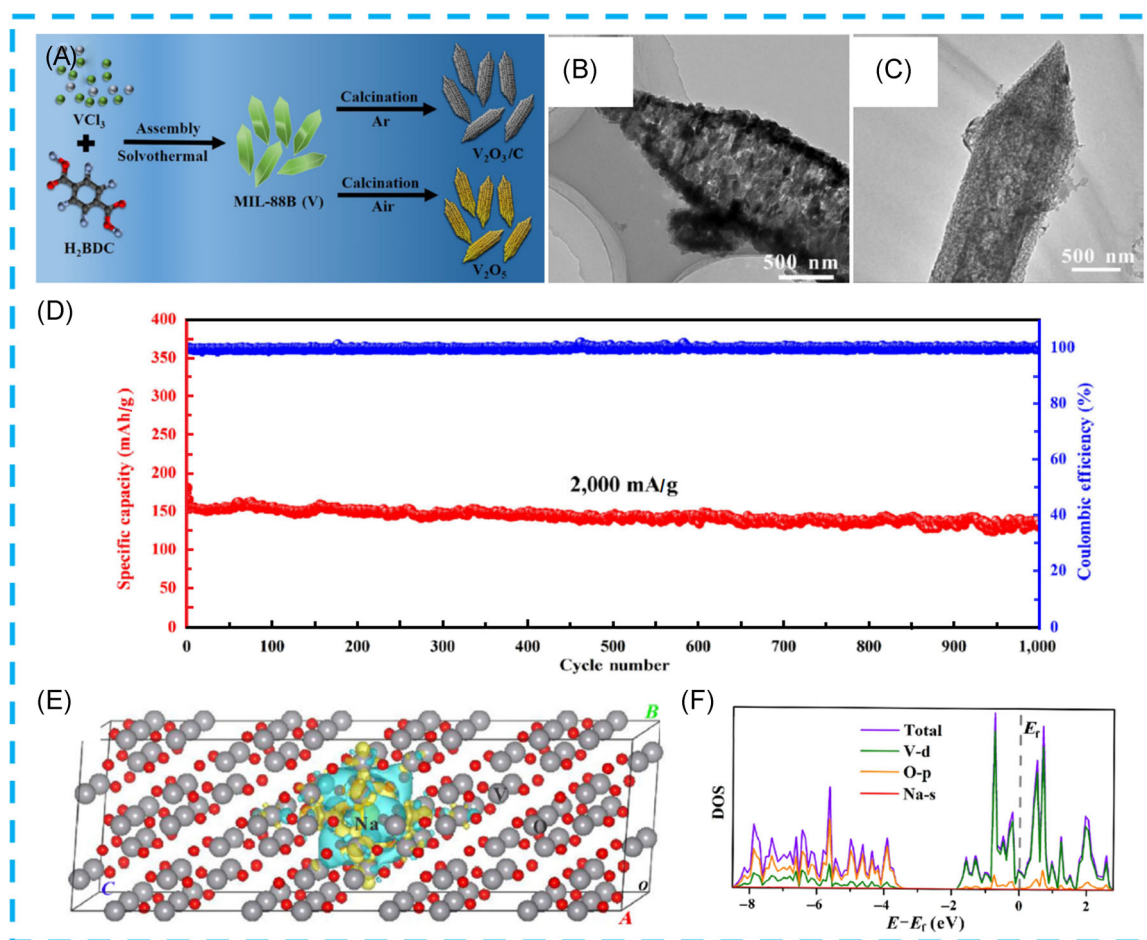 (A)
VCl₃
H₂BDC
Assembly
Solvothermal
MIL-88B (V)
Calcination
Ar
V₂O₃/C
Calcination
Air
V₂O₅
(B)
500 nm
(C)
500 nm
(D)
400
350
300
250
200
150
100
50
0
Specific capacity (mAh/g)
2,000 mA/g
100
80
60
40
20
0
Coulombic efficiency (%)
0 100 200 300 400 500 600 700 800 900 1,000
Cycle number
(E)
B
V
Na
O
C
o
A
(F)
DOS
Total
V-d
O-p
Na-s
E_f
−8 −6 −4 −2 0 2
E−E_f (eV)